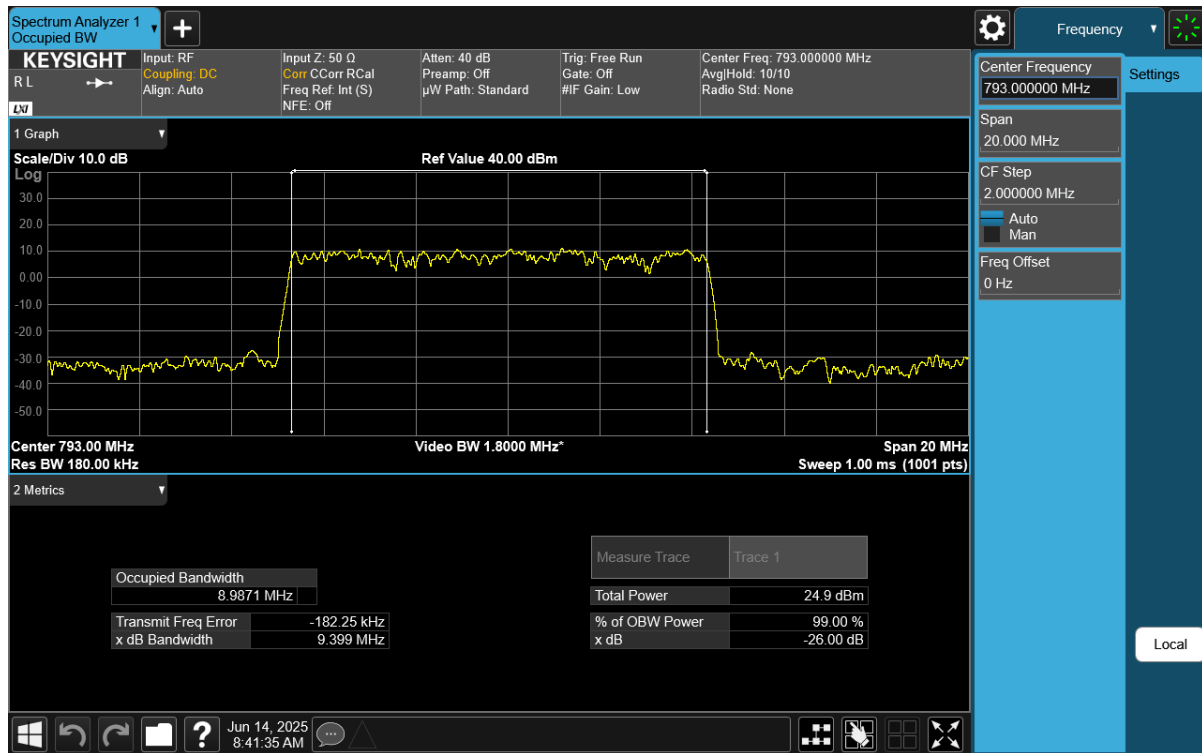 Spectrum Analyzer 1
Occupied BW
Frequency
KEYSIGHT
R L
LXI
Input: RF
Coupling: DC
Align: Auto
Input Z: 50 Ω
Corr CCorr RCal
Freq Ref: Int (S)
NFE: Off
Atten: 40 dB
Preamp: Off
µW Path: Standard
Trig: Free Run
Gate: Off
#IF Gain: Low
Center Freq: 793.000000 MHz
Avg|Hold: 10/10
Radio Std: None
Center Frequency
793.000000 MHz
Settings
Span
20.000 MHz
CF Step
2.000000 MHz
Auto
Man
Freq Offset
0 Hz
Local
1 Graph
Scale/Div 10.0 dB
Ref Value 40.00 dBm
Log
30.0
20.0
10.0
0.00
-10.0
-20.0
-30.0
-40.0
-50.0
Center 793.00 MHz
Video BW 1.8000 MHz*
Span 20 MHz
Res BW 180.00 kHz
Sweep 1.00 ms (1001 pts)
2 Metrics
Measure Trace Trace 1
Occupied Bandwidth
8.9871 MHz
Total Power 24.9 dBm
Transmit Freq Error -182.25 kHz
% of OBW Power 99.00 %
x dB Bandwidth 9.399 MHz
x dB -26.00 dB
?
Jun 14, 2025
8:41:35 AM